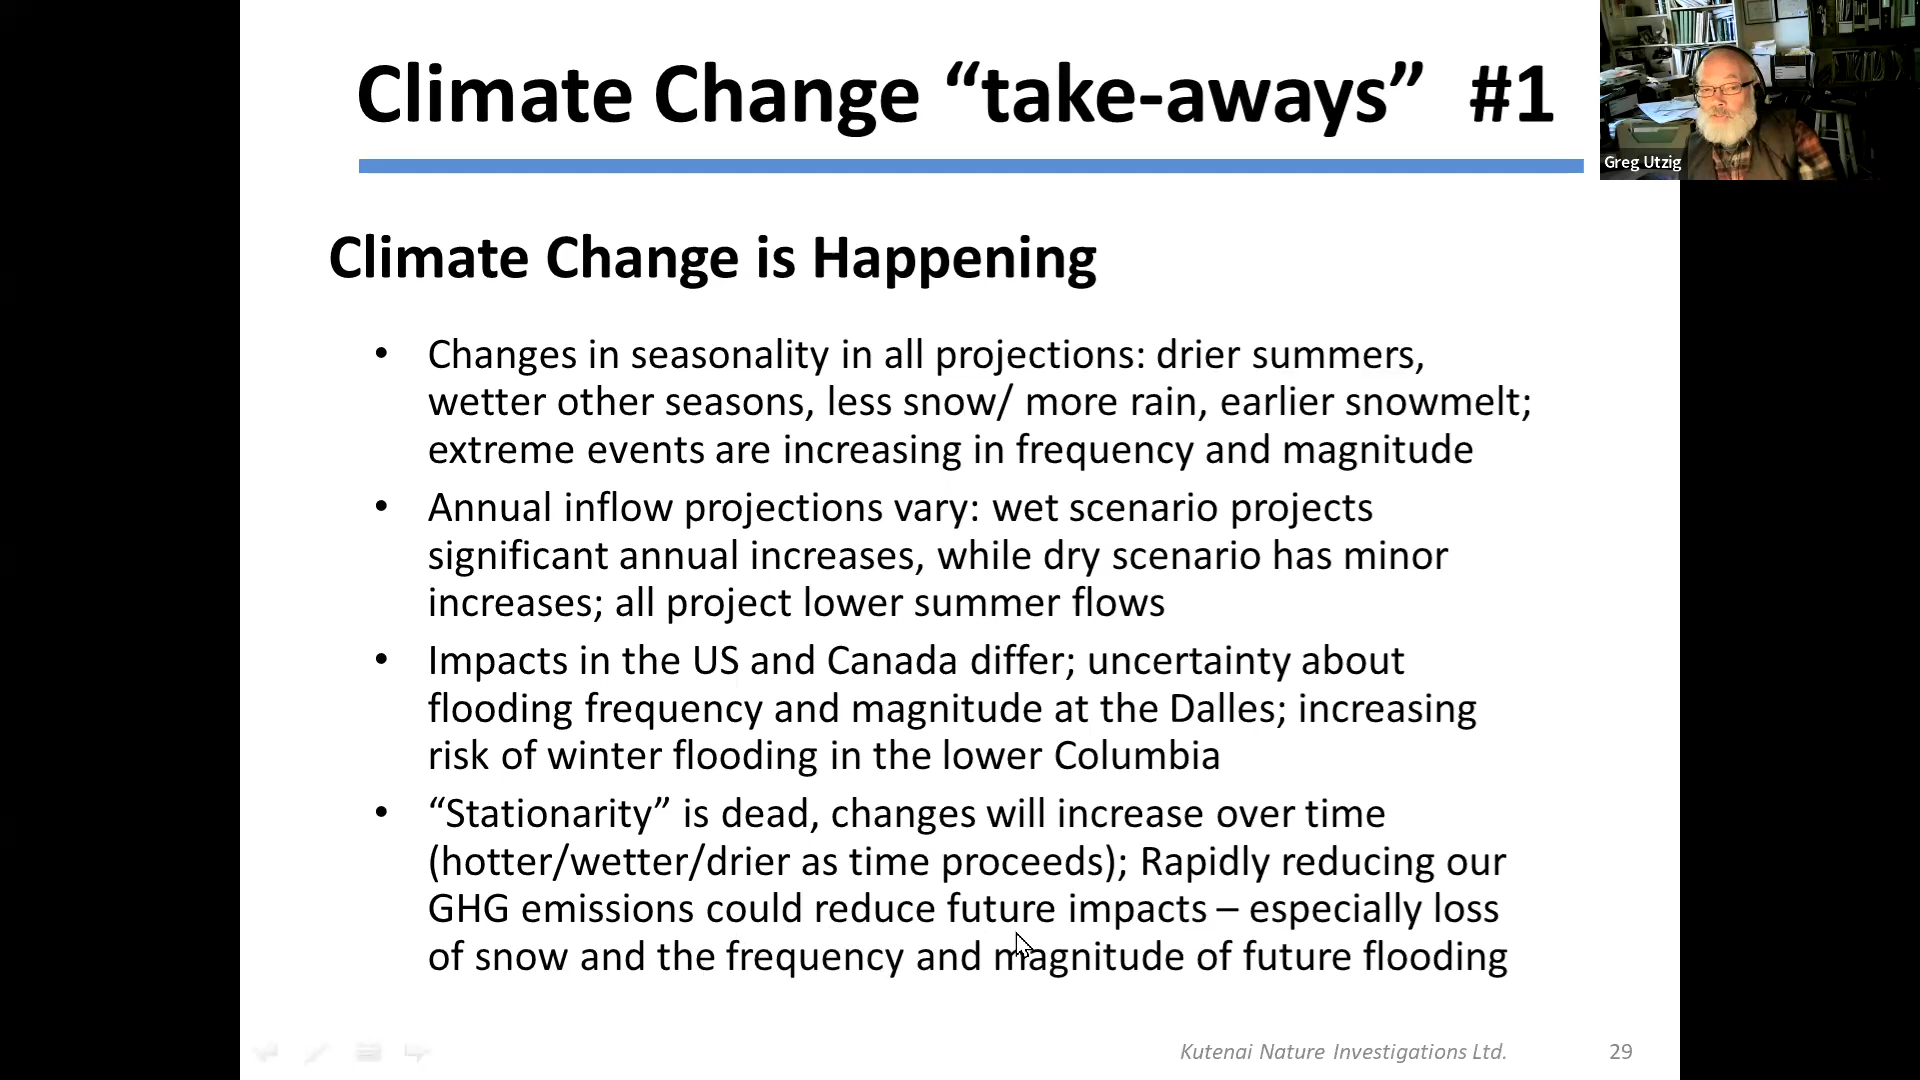 Climate Change “take-aways” #1
Greg Utzig
Climate Change is Happening
• Changes in seasonality in all projections: drier summers,
wetter other seasons, less snow/ more rain, earlier snowmelt;
extreme events are increasing in frequency and magnitude
• Annual inflow projections vary: wet scenario projects
significant annual increases, while dry scenario has minor
increases; all project lower summer flows
• Impacts in the US and Canada differ; uncertainty about
flooding frequency and magnitude at the Dalles; increasing
risk of winter flooding in the lower Columbia
• “Stationarity” is dead, changes will increase over time
(hotter/wetter/drier as time proceeds); Rapidly reducing our
GHG emissions could reduce future impacts – especially loss
of snow and the frequency and magnitude of future flooding
Kutenai Nature Investigations Ltd.
29